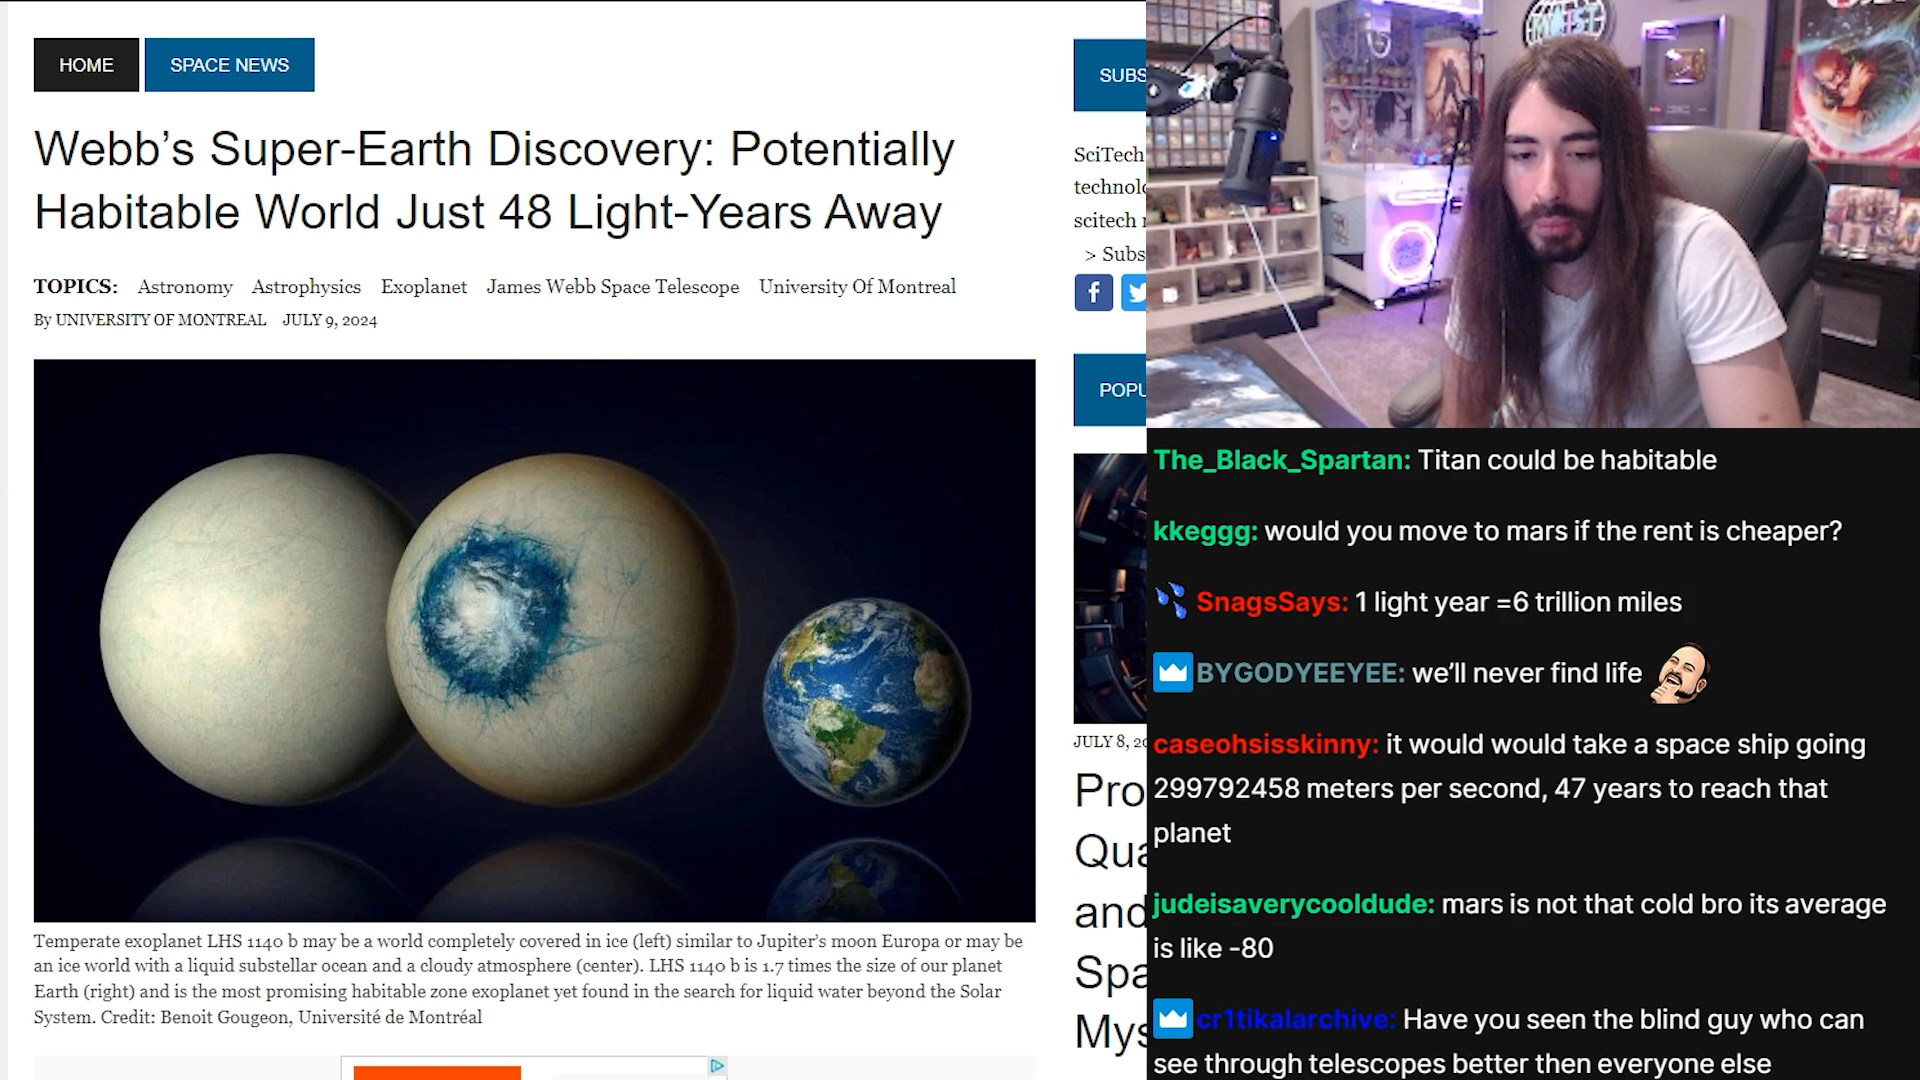 HOME
SPACE NEWS
Webb’s Super-Earth Discovery: Potentially
Habitable World Just 48 Light-Years Away
TOPICS: Astronomy Astrophysics Exoplanet James Webb Space Telescope University Of Montreal
By UNIVERSITY OF MONTREAL JULY 9, 2024
Temperate exoplanet LHS 1140 b may be a world completely covered in ice (left) similar to Jupiter’s moon Europa or may be
an ice world with a liquid substellar ocean and a cloudy atmosphere (center). LHS 1140 b is 1.7 times the size of our planet
Earth (right) and is the most promising habitable zone exoplanet yet found in the search for liquid water beyond the Solar
System. Credit: Benoit Gougeon, Université de Montréal
SUBS
SciTech
technolo
scitech
> Subs
POPU
JULY 8, 20
Pro
Qua
and
Spa
Mys
The_Black_Spartan: Titan could be habitable
kkeggg: would you move to mars if the rent is cheaper?
SnagsSays: 1 light year =6 trillion miles
BYGODYEEYEE: we’ll never find life
caseohsisskinny: it would would take a space ship going
299792458 meters per second, 47 years to reach that
planet
judeisaverycooldude: mars is not that cold bro its average
is like -80
cr1tikalarchive: Have you seen the blind guy who can
see through telescopes better then everyone else